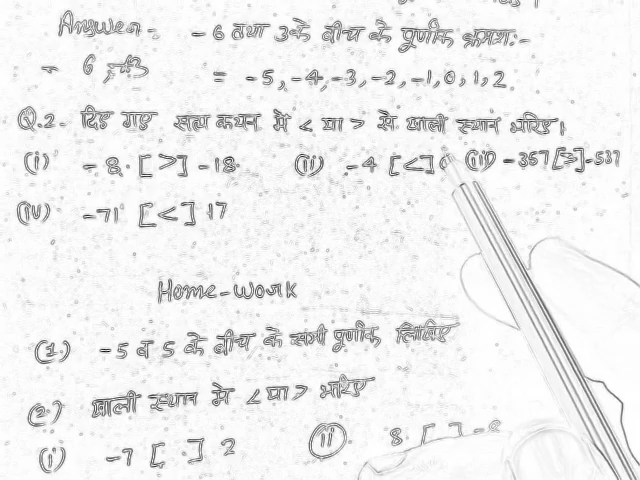 Answer - -6 तथा 3 के बीच के पूर्णांक क्रमशः-
= -5, -4, -3, -2, -1, 0, 1, 2.
Q.2. दिए गए सत्य कथन में < या > से खाली स्थान भरिए।
(i) -8 [>] -18 (ii) -4 [<] 0 (iii) -357 [>] -537
(iv) -71 [<] 17
Home-Work
(1.) -5 व 5 के बीच के सभी पूर्णांक लिखिए
(2.) खाली स्थान में < या > भरिए
(i) -7 [ ] 2 (ii) 8 [ ] -8